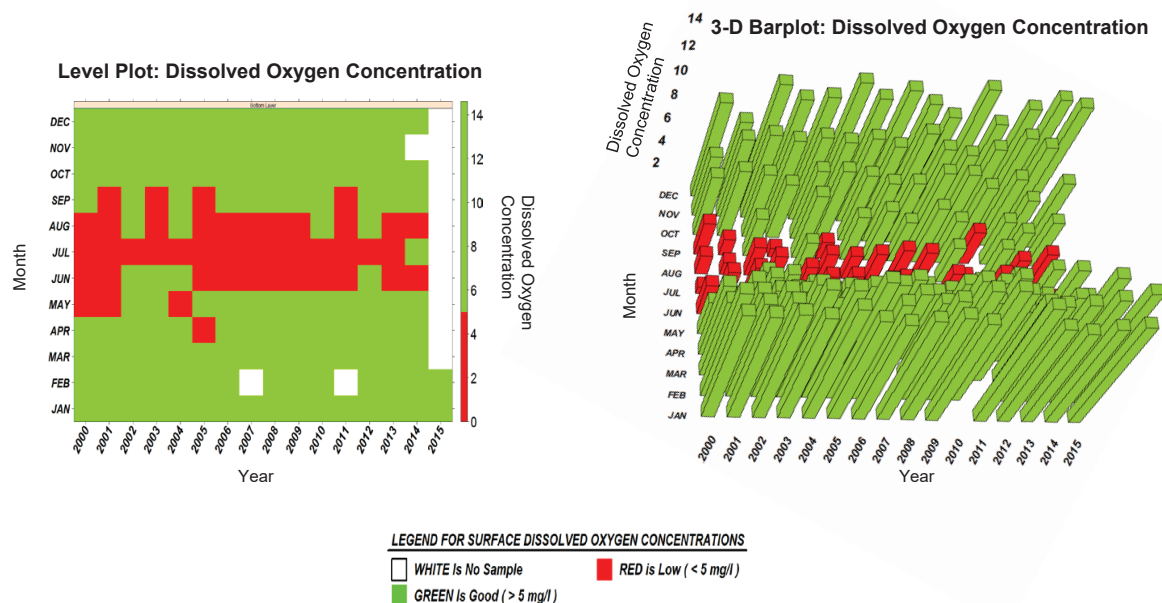 Level Plot: Dissolved Oxygen Concentration
Bottom Layer
DEC
NOV
OCT
SEP
AUG
JUL
JUN
MAY
APR
MAR
FEB
JAN
Month
2000
2001
2002
2003
2004
2005
2006
2007
2008
2009
2010
2011
2012
2013
2014
2015
Year
14
12
10
8
6
4
2
0
Dissolved Oxygen
Concentration
3-D Barplot: Dissolved Oxygen Concentration
14
12
10
8
6
4
2
Dissolved Oxygen
Concentration
DEC
NOV
OCT
SEP
AUG
JUL
JUN
MAY
APR
MAR
FEB
JAN
Month
2000
2001
2002
2003
2004
2005
2006
2007
2008
2009
2010
2011
2012
2013
2014
2015
Year
LEGEND FOR SURFACE DISSOLVED OXYGEN CONCENTRATIONS
WHITE Is No Sample
RED is Low ( < 5 mg/l )
GREEN Is Good ( > 5 mg/l )